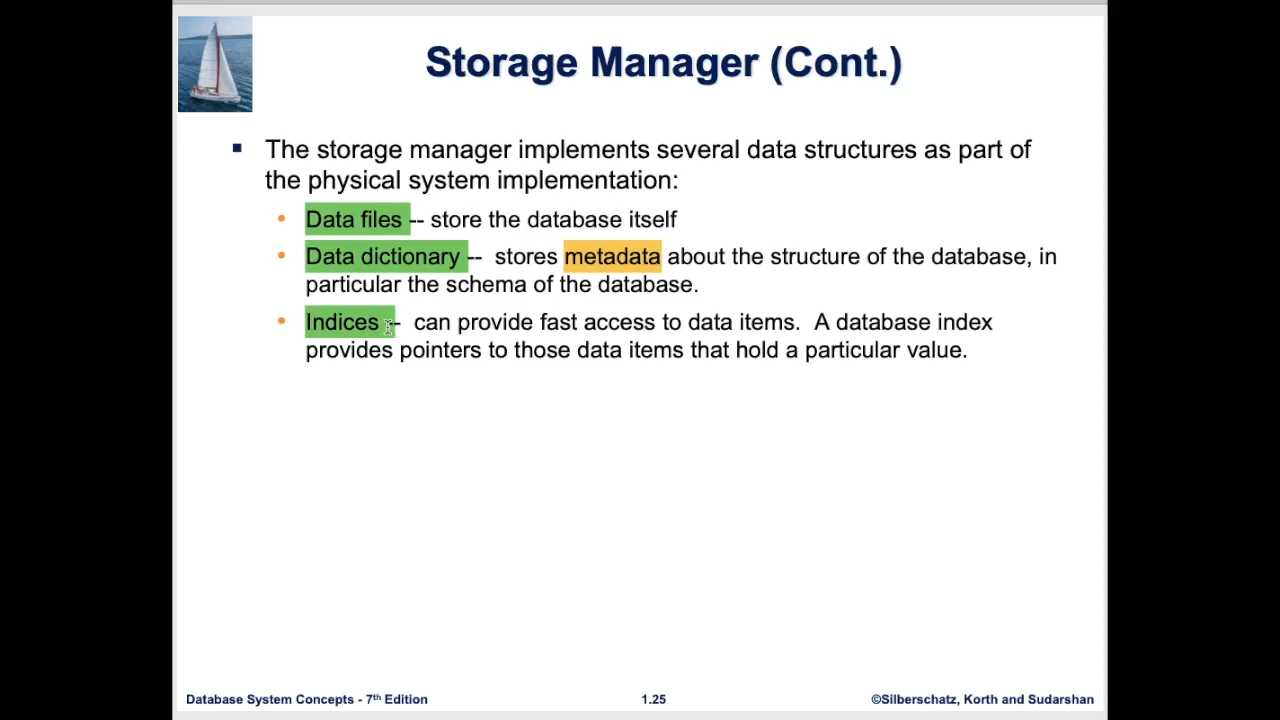 Storage Manager (Cont.)
The storage manager implements several data structures as part of
the physical system implementation:
Data files -- store the database itself
Data dictionary -- stores metadata about the structure of the database, in
particular the schema of the database.
Indices -- can provide fast access to data items. A database index
provides pointers to those data items that hold a particular value.
Database System Concepts - 7th Edition
1.25
©Silberschatz, Korth and Sudarshan